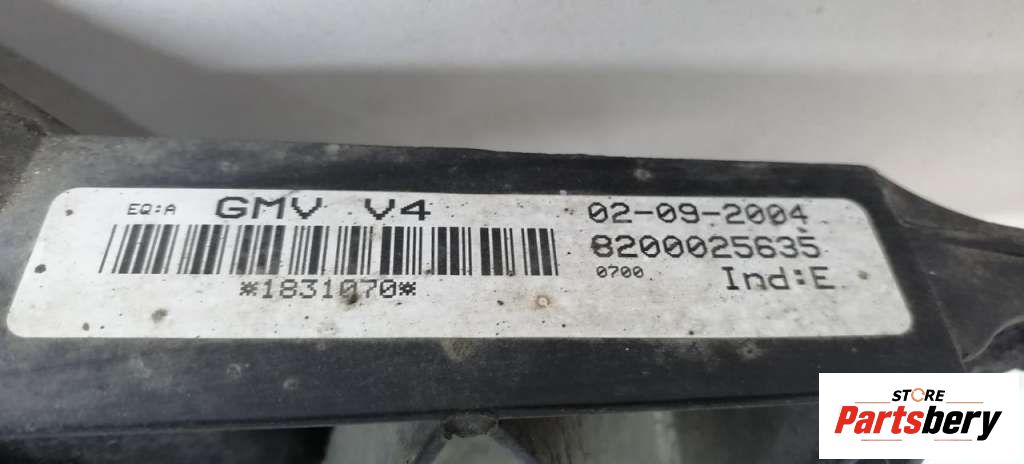 EQ:A GMV V4 02-09-2004
8200025635
*1831070* 0700 Ind:E
STORE
Partsbery